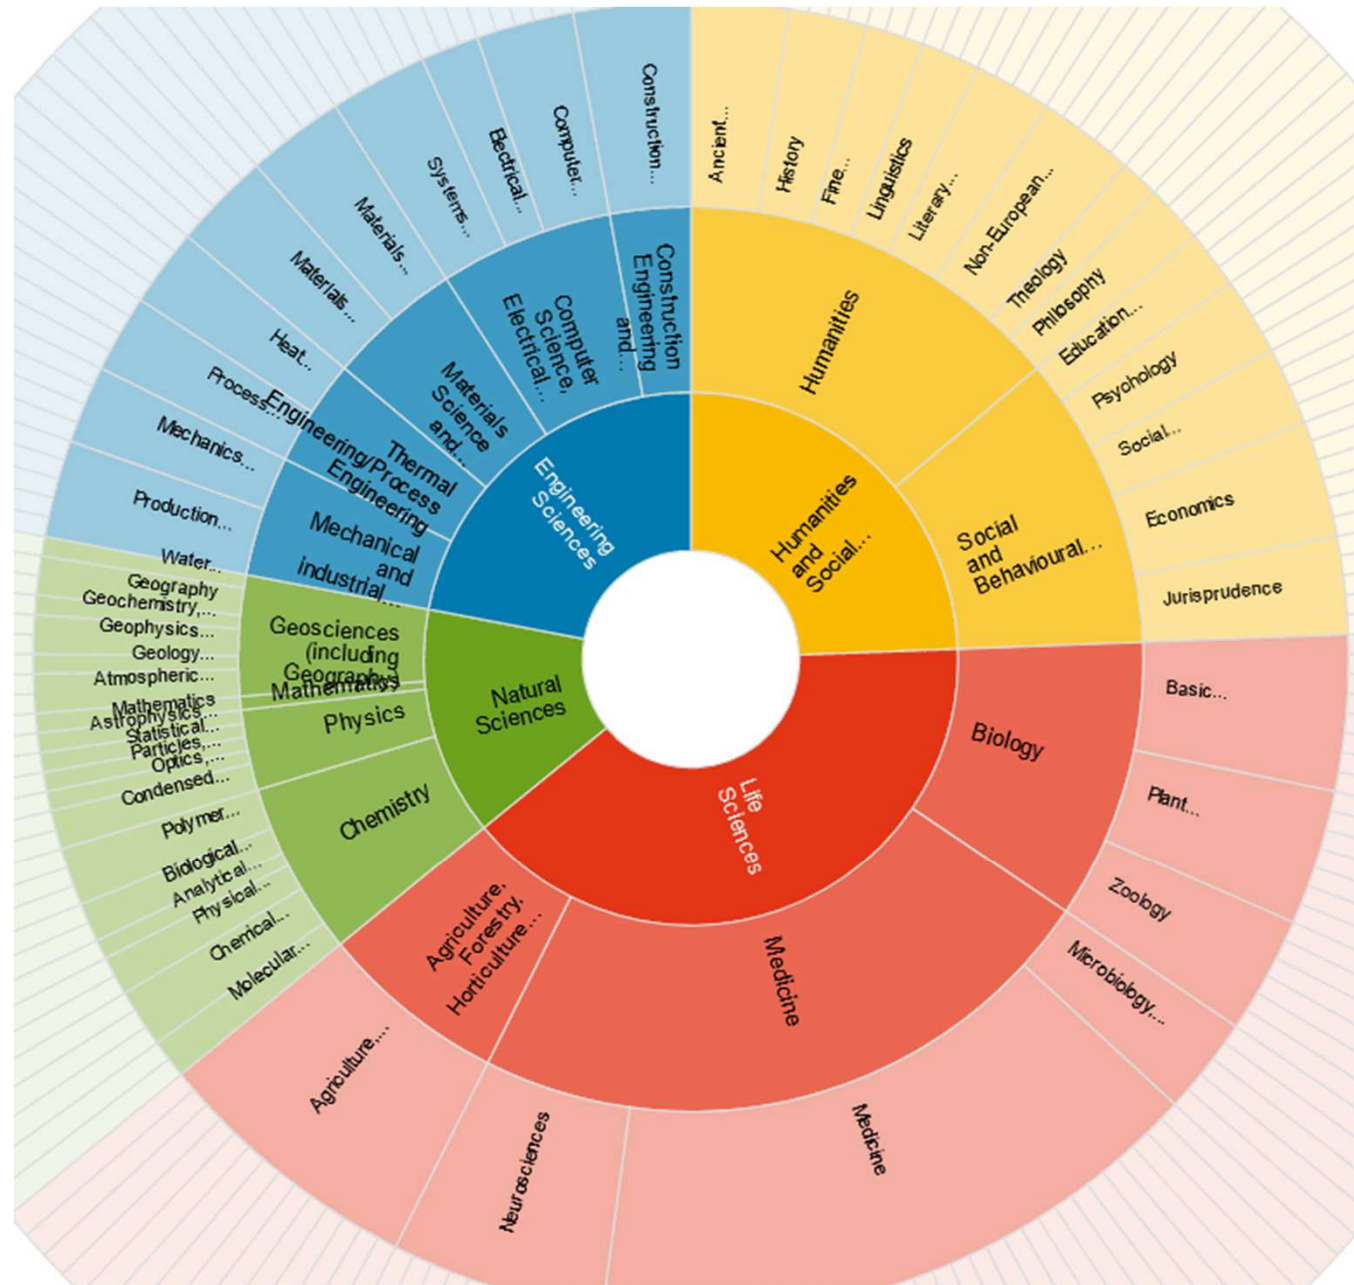 Humanities
and
Social...
Humanities
Ancient...
History
Fine...
Linguistics
Literary...
Non-European...
Theology
Philosophy
Social
and
Behavioural...
Education...
Psychology
Social...
Economics
Jurisprudence
Life
Sciences
Biology
Basic...
Plant...
Zoology
Medicine
Microbiology,...
Medicine
Neurosciences
Agriculture,
Forestry,
Horticulture...
Agriculture,...
Natural
Sciences
Chemistry
Molecular...
Chemical...
Physical...
Analytical...
Biological...
Polymer...
Physics
Condensed...
Optics,...
Particles,...
Statistical...
Astrophysics...
Mathematics
Mathematics
Geosciences
(including
Geography)
Atmospheric...
Geology...
Geophysics...
Geochemistry,...
Geography
Water...
Engineering
Sciences
Mechanical
and
industrial...
Production...
Mechanics...
Thermal
Engineering/Process
Engineering
Process...
Heat...
Materials
Science
and...
Materials...
Materials...
Computer
Science,
Electrical...
Systems...
Electrical...
Computer...
Construction
Engineering
and...
Construction...